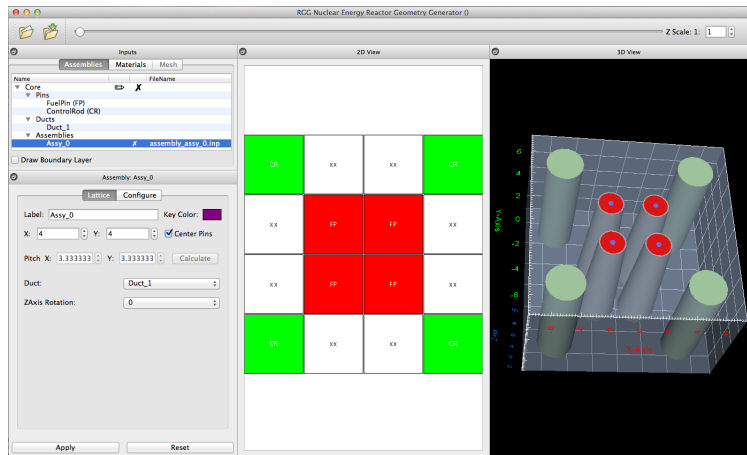 RGG Nuclear Energy Reactor Geometry Generator ()
Z Scale: 1: 1
Inputs
2D View
3D View
Assemblies Materials Mesh
Name FileName
Core
Pins
FuelPin (FP)
ControlRod (CR)
Ducts
Duct_1
Assemblies
Assy_0 assembly_assy_0.inp
Draw Boundary Layer
Assembly: Assy_0
Lattice Configure
Label: Assy_0 Key Color:
X: 4 Y: 4 Center Pins
Pitch X: 3.333333 Y: 3.333333 Calculate
Duct: Duct_1
ZAxis Rotation: 0
Apply Reset
CR xx xx CR
xx FP FP xx
xx FP FP xx
CR xx xx CR
6
4
2
0
-2
-4
-6
Y-Axis